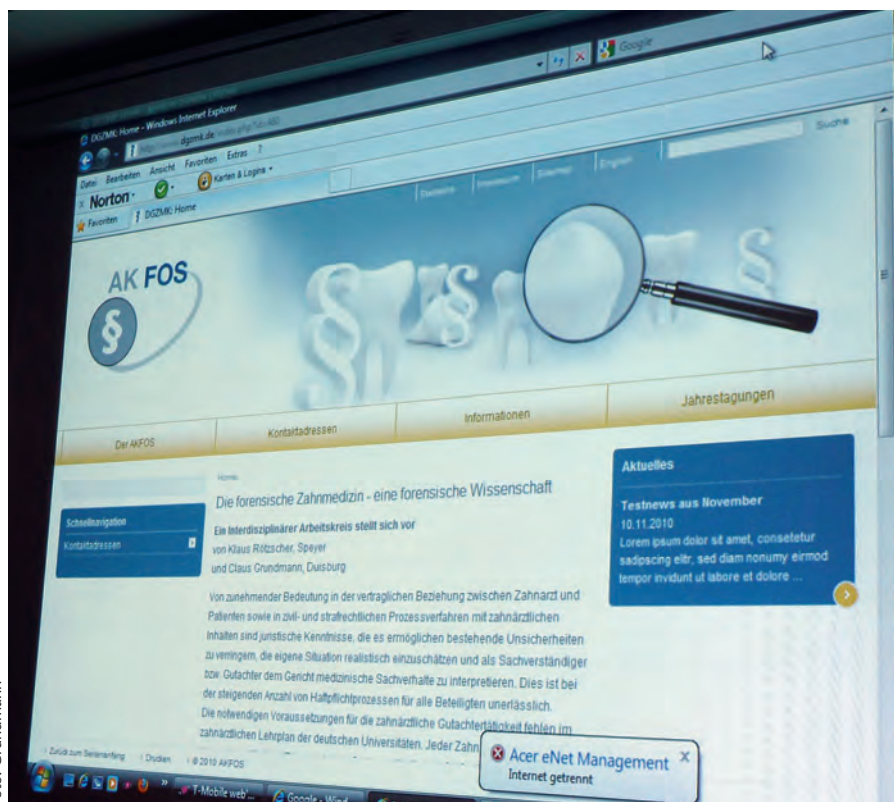 DGZMK: Home - Windows Internet Explorer
Google
dgzmk.de
Datei Bearbeiten Ansicht Favoriten Extras ?
Norton
Karten & Logins
Favoriten
DGZMK: Home
Startseite Impressum Sitemap English
Suche
AK FOS
§
Der AKFOS
Kontaktadressen
Informationen
Jahrestagungen
Home
Schnellnavigation
Kontaktadressen
Die forensische Zahnmedizin - eine forensische Wissenschaft
Ein Interdisziplinärer Arbeitskreis stellt sich vor
von Klaus Rötzscher, Speyer
und Claus Grundmann, Duisburg
Von zunehmender Bedeutung in der vertraglichen Beziehung zwischen Zahnarzt und
Patienten sowie in zivil- und strafrechtlichen Prozessverfahren mit zahnärztlichen
Inhalten sind juristische Kenntnisse, die es ermöglichen bestehende Unsicherheiten
zu verringern, die eigene Situation realistisch einzuschätzen und als Sachverständiger
bzw. Gutachter dem Gericht medizinische Sachverhalte zu interpretieren. Dies ist bei
der steigenden Anzahl von Haftpflichtprozessen für alle Beteiligten unerlässlich.
Die notwendigen Voraussetzungen für die zahnärztliche Gutachtertätigkeit fehlen im
zahnärztlichen Lehrplan der deutschen Universitäten. Jeder Zahn
Aktuelles
Testnews aus November
10.11.2010
Lorem ipsum dolor sit amet, consetetur
sadipscing elitr, sed diam nonumy eirmod
tempor invidunt ut labore et dolore ...
Zurück zum Seitenanfang Drucken © 2010 AKFOS
Acer eNet Management X
Internet getrennt
T-Mobile web'...
Google - Wind...